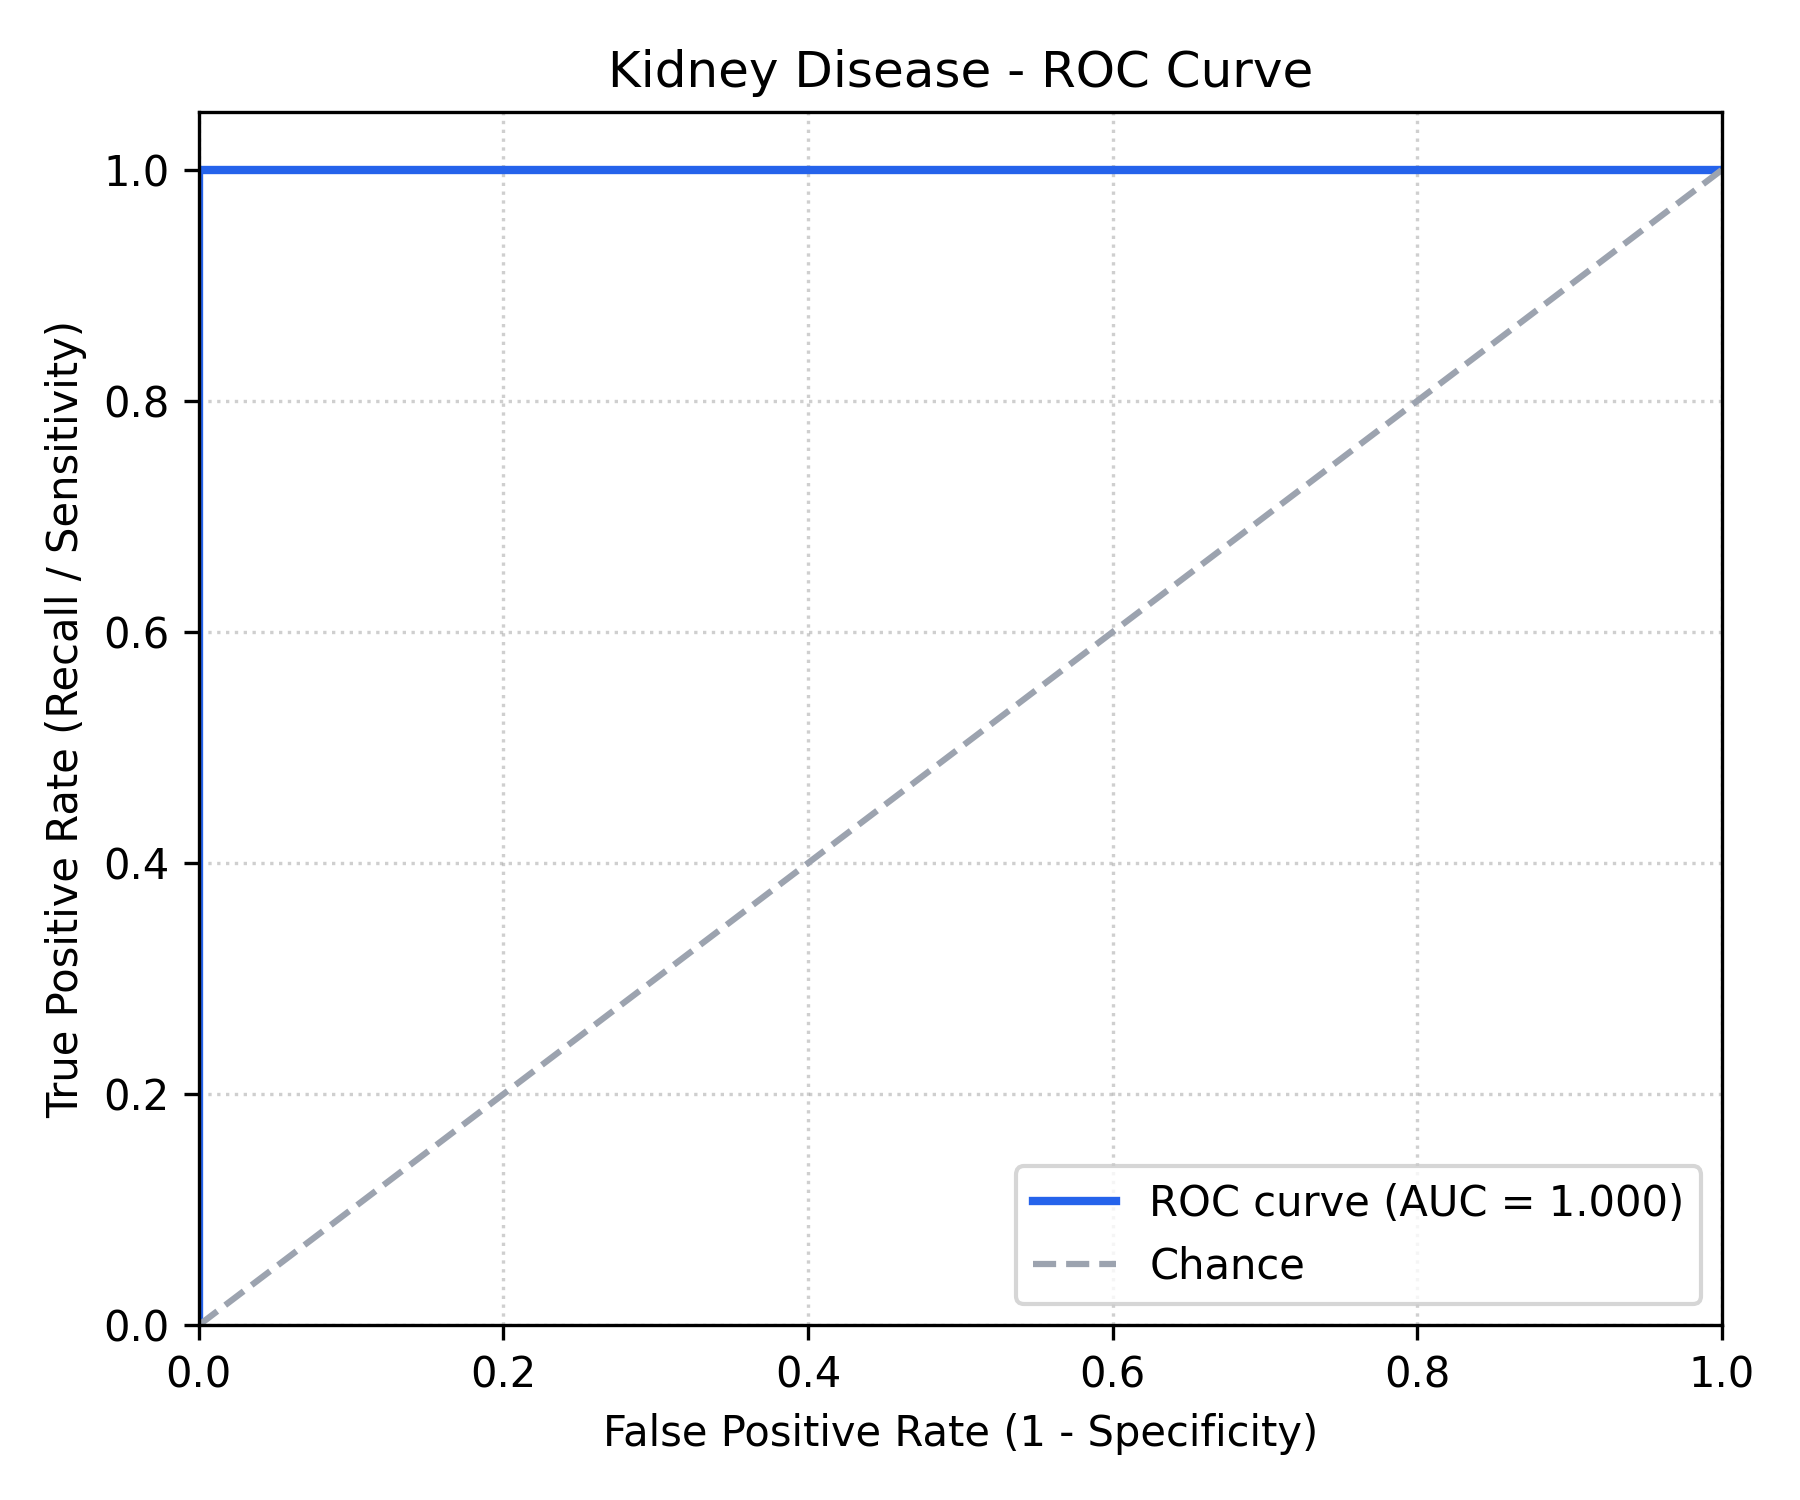 Kidney Disease - ROC Curve
True Positive Rate (Recall / Sensitivity)
1.0
0.8
0.6
0.4
0.2
0.0
ROC curve (AUC = 1.000)
Chance
0.0 0.2 0.4 0.6 0.8 1.0
False Positive Rate (1 - Specificity)